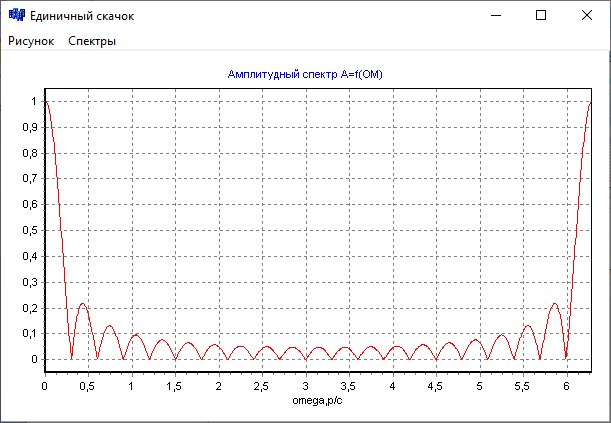 Единичный скачок
Рисунок Спектры
Амплитудный спектр A=f(OM)
1
0,9
0,8
0,7
0,6
0,5
0,4
0,3
0,2
0,1
0
0 0,5 1 1,5 2 2,5 3 3,5 4 4,5 5 5,5 6
omega,p/c